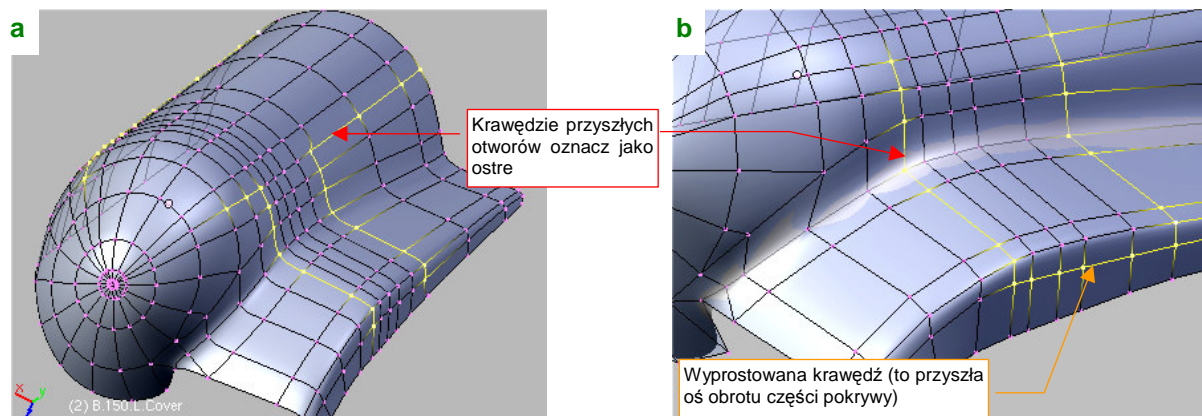 a
b
Krawędzie przyszłych
otworów oznacz jako
ostre
Wyprostowana krawędź (to przyszła
oś obrotu części pokrywy)
x
y
(2) B.150.L.Cover